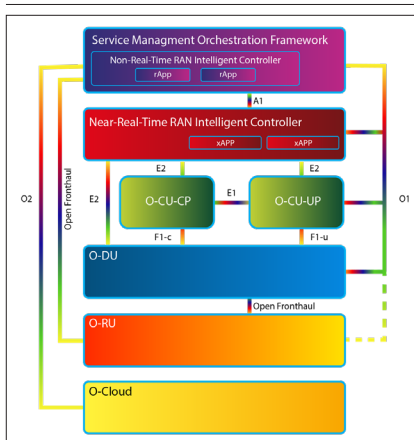 Service Managment Orchestration Framework
Non-Real-Time RAN Intelligent Controller
rApp rApp
A1
Near-Real-Time RAN Intelligent Controller
xAPP xAPP
E2 E2
O2 Open Fronthaul E2 O-CU-CP E1 O-CU-UP O1
F1-c F1-u
O-DU
Open Fronthaul
O-RU
O-Cloud